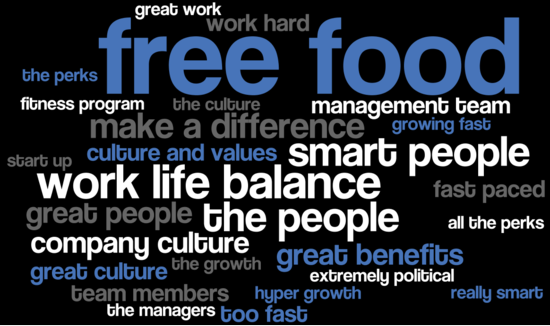 great work
work hard
free food
the perks
fitness program
the culture
management team
make a difference
growing fast
start up
culture and values
smart people
work life balance
fast paced
great people
the people
all the perks
company culture
great benefits
great culture
the growth
extremely political
team members
hyper growth
really smart
the managers
too fast